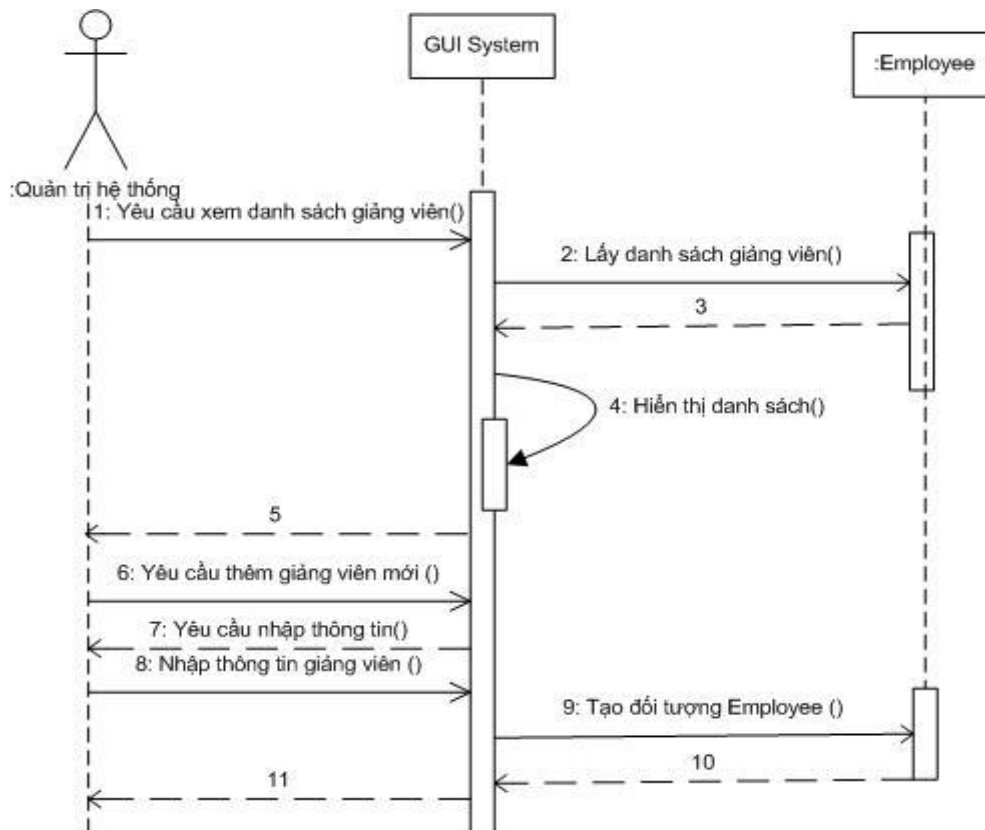 GUI System
:Employee
:Quản trị hệ thống
1: Yêu cầu xem danh sách giảng viên()
2: Lấy danh sách giảng viên()
3
4: Hiển thị danh sách()
5
6: Yêu cầu thêm giảng viên mới ()
7: Yêu cầu nhập thông tin()
8: Nhập thông tin giảng viên ()
9: Tạo đối tượng Employee ()
10
11